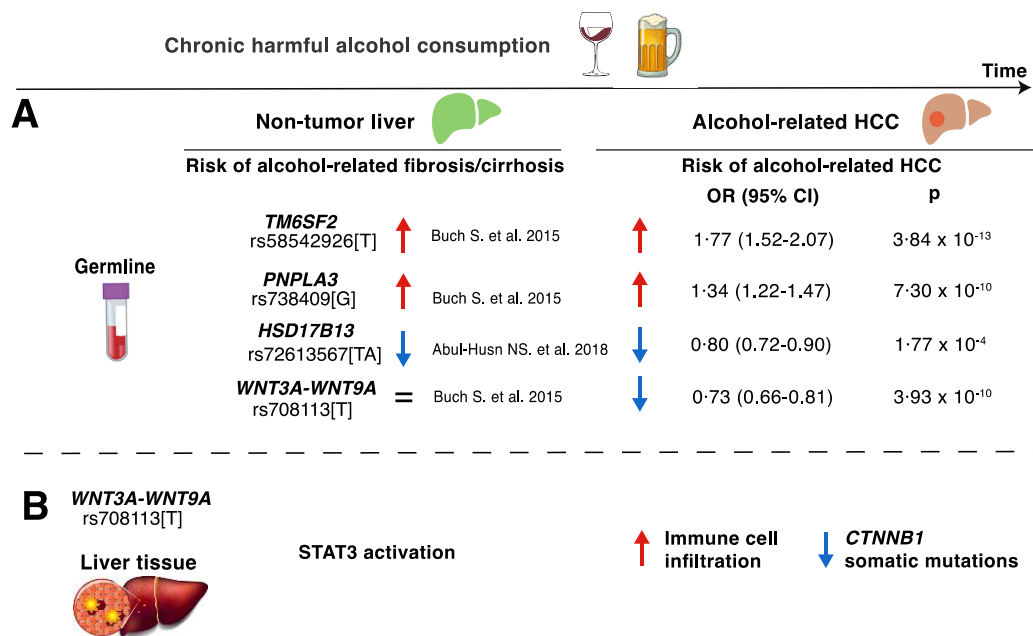 Chronic harmful alcohol consumption
Time
A
Non-tumor liver
Alcohol-related HCC
Risk of alcohol-related fibrosis/cirrhosis
Risk of alcohol-related HCC
OR (95% CI)
p
Germline
TM6SF2
rs58542926[T]
Buch S. et al. 2015
1·77 (1.52-2.07)
3·84 x 10-13
PNPLA3
rs738409[G]
Buch S. et al. 2015
1·34 (1.22-1.47)
7·30 x 10-10
HSD17B13
rs72613567[TA]
Abul-Husn NS. et al. 2018
0·80 (0.72-0.90)
1·77 x 10-4
WNT3A-WNT9A
rs708113[T]
=
Buch S. et al. 2015
0·73 (0.66-0.81)
3·93 x 10-10
B
WNT3A-WNT9A
rs708113[T]
Liver tissue
STAT3 activation
Immune cell
infiltration
CTNNB1
somatic mutations